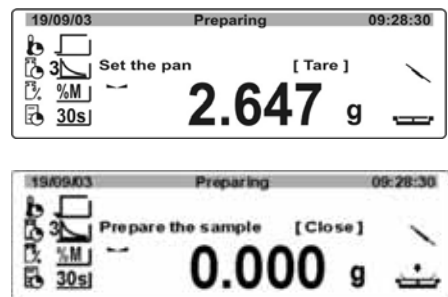 19/09/03 Preparing 09:28:30
Set the pan [ Tare ]
3
%M
2.647 g
30s
19/09/03 Preparing 09:28:30
Prepare the sample [ Close ]
3
%M
0.000 g
30s